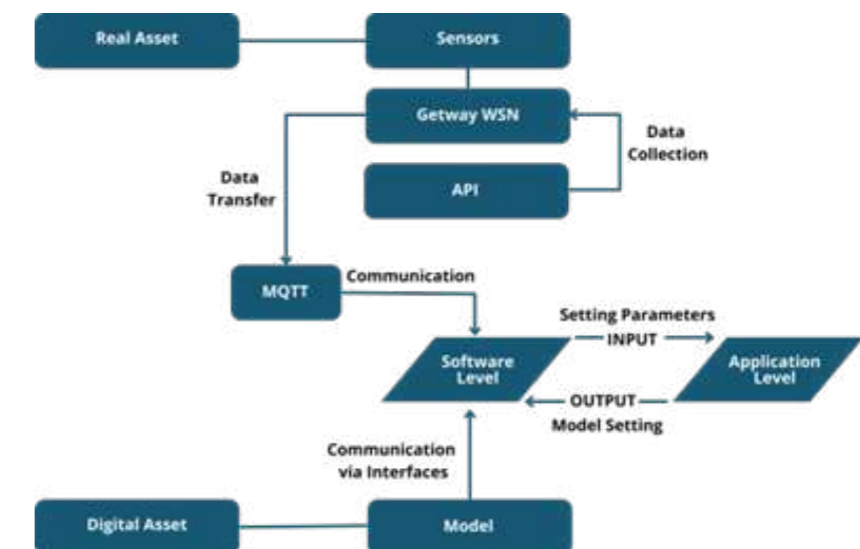 Real Asset
Sensors
Getway WSN
Data
Collection
API
Data
Transfer
MQTT
Communication
Setting Parameters
INPUT
Software
Level
Application
Level
OUTPUT
Model Setting
Communication
via Interfaces
Digital Asset
Model